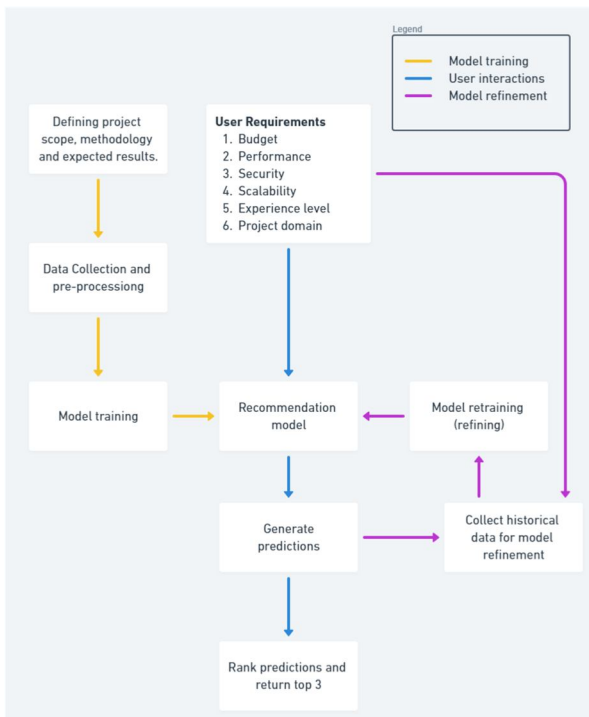 Legend
Model training
User interactions
Model refinement
Defining project
scope, methodology
and expected results.
User Requirements
1. Budget
2. Performance
3. Security
4. Scalability
5. Experience level
6. Project domain
Data Collection and
pre-processiong
Model training
Recommendation
model
Model retraining
(refining)
Generate
predictions
Collect historical
data for model
refinement
Rank predictions and
return top 3